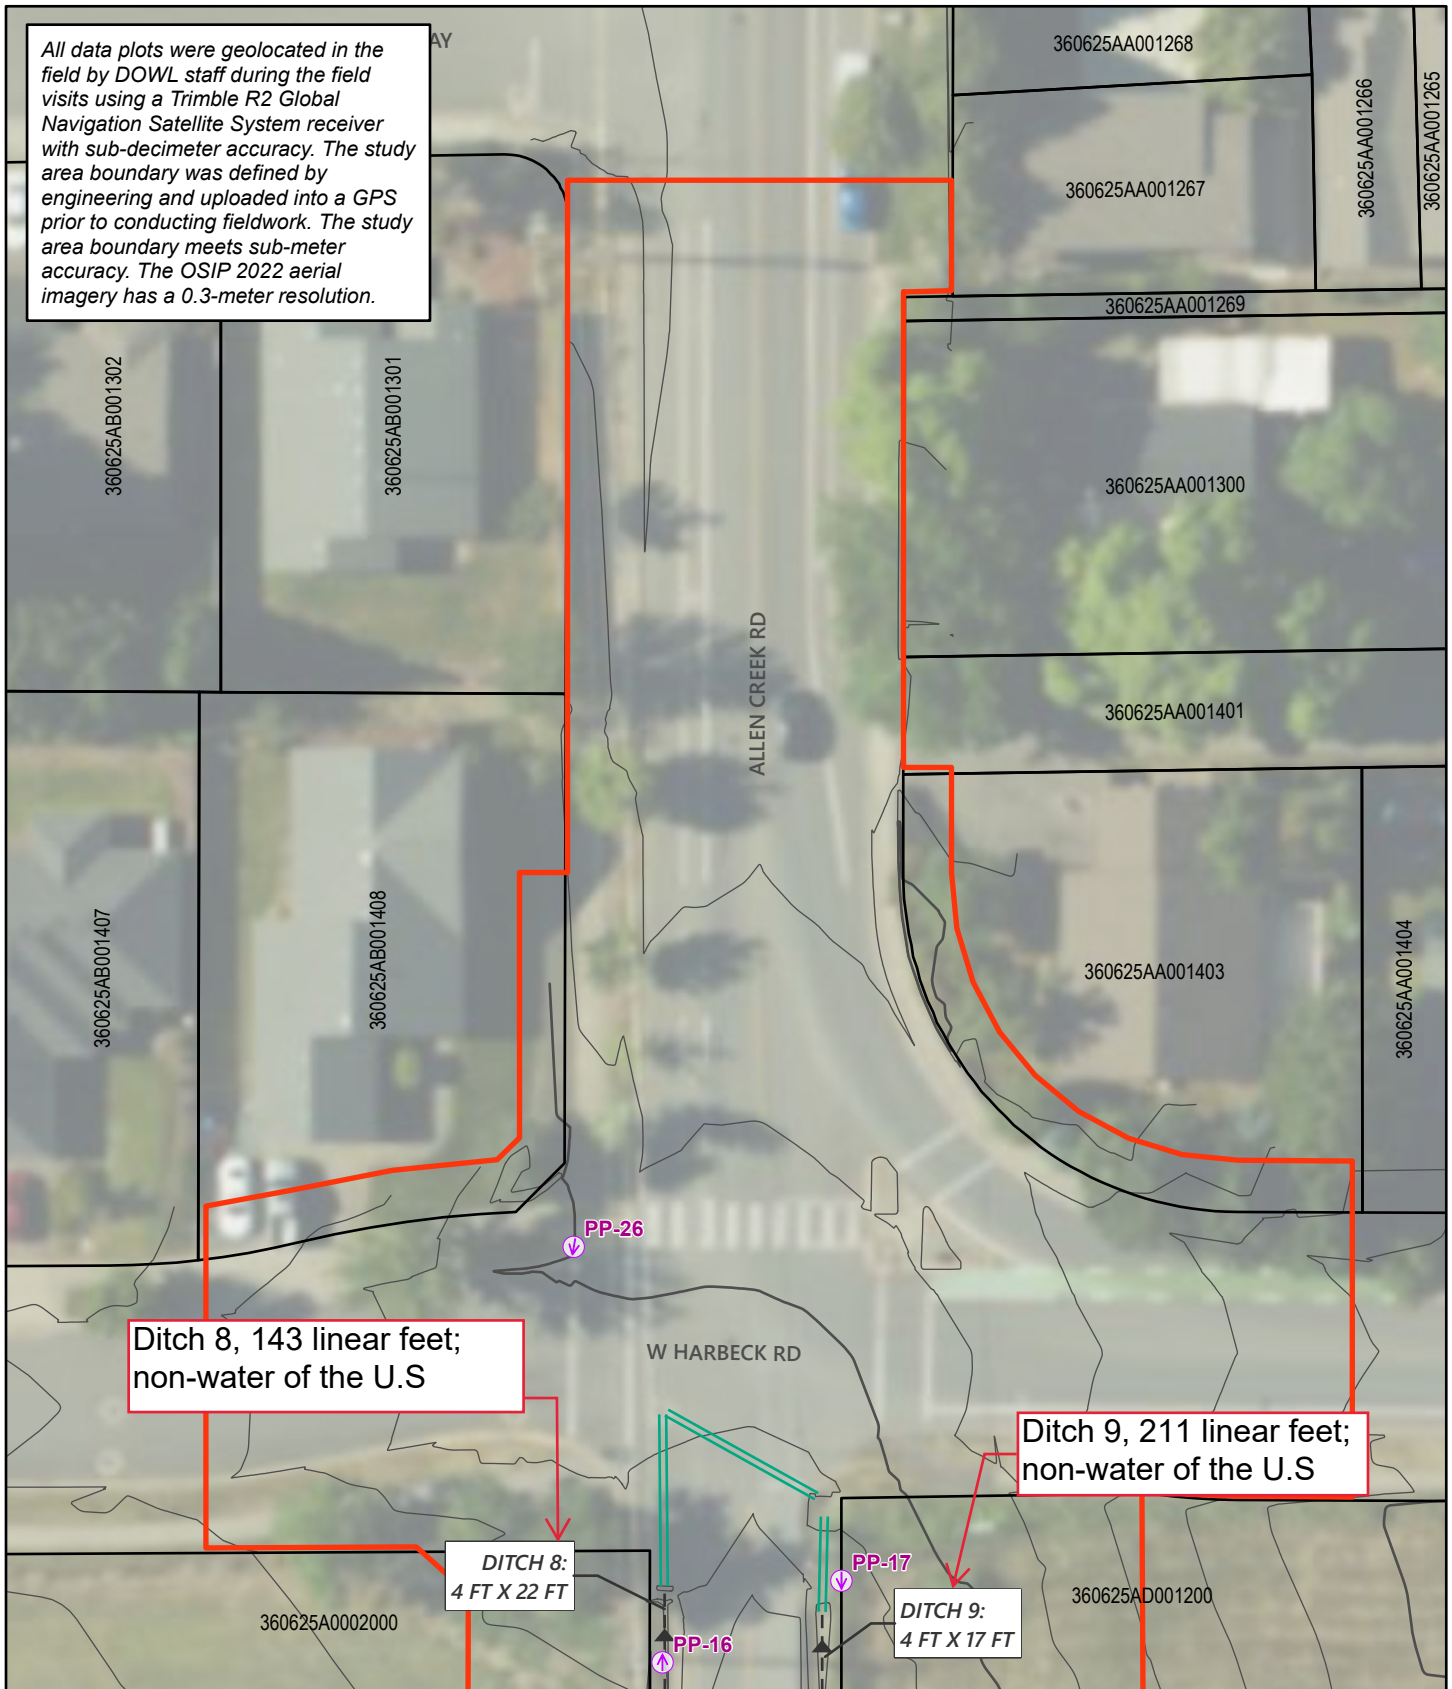 All data plots were geolocated in the
field by DOWL staff during the field
visits using a Trimble R2 Global
Navigation Satellite System receiver
with sub-decimeter accuracy. The study
area boundary was defined by
engineering and uploaded into a GPS
prior to conducting fieldwork. The study
area boundary meets sub-meter
accuracy. The OSIP 2022 aerial
imagery has a 0.3-meter resolution.
AY
360625AA001268
360625AA001266
360625AA001265
360625AA001267
360625AA001269
360625AB001302
360625AB001301
360625AA001300
ALLEN CREEK RD
360625AA001401
360625AB001407
360625AB001408
360625AA001403
360625AA001404
PP-26
Ditch 8, 143 linear feet;
non-water of the U.S
W HARBECK RD
Ditch 9, 211 linear feet;
non-water of the U.S
DITCH 8:
4 FT X 22 FT
PP-17
360625AD001200
DITCH 9:
4 FT X 17 FT
360625A0002000
PP-16